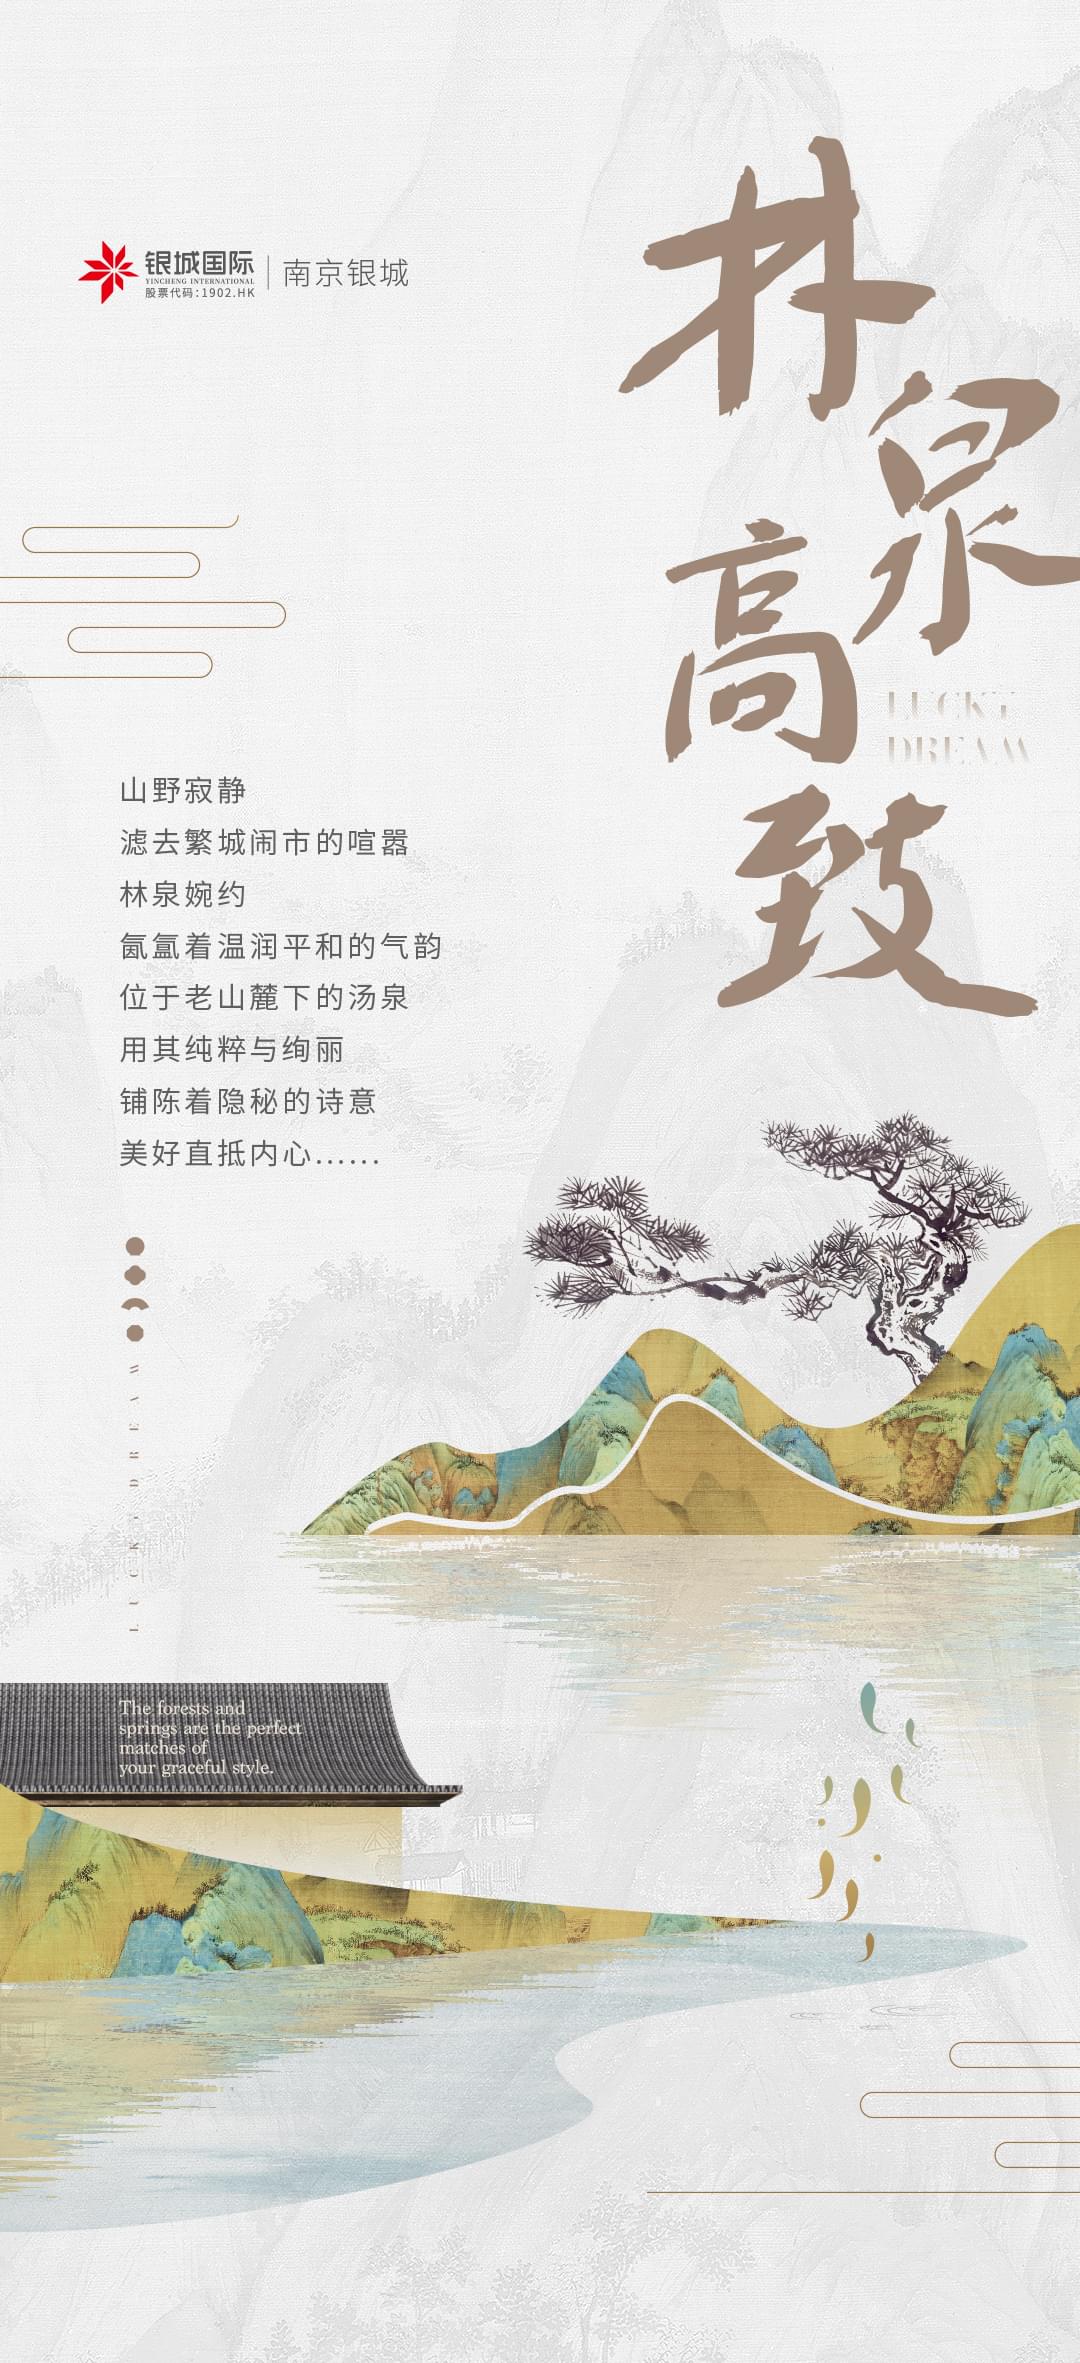 银城国际
YINCHENG INTERNATIONAL
股票代码:1902.HK
南京银城
林泉高致
LUCKY
DREAM
山野寂静
滤去繁城闹市的喧嚣
林泉婉约
氤氲着温润平和的气韵
位于老山麓下的汤泉
用其纯粹与绚丽
铺陈着隐秘的诗意
美好直抵内心......
The forests and
springs are the perfect
matches of
your graceful style.